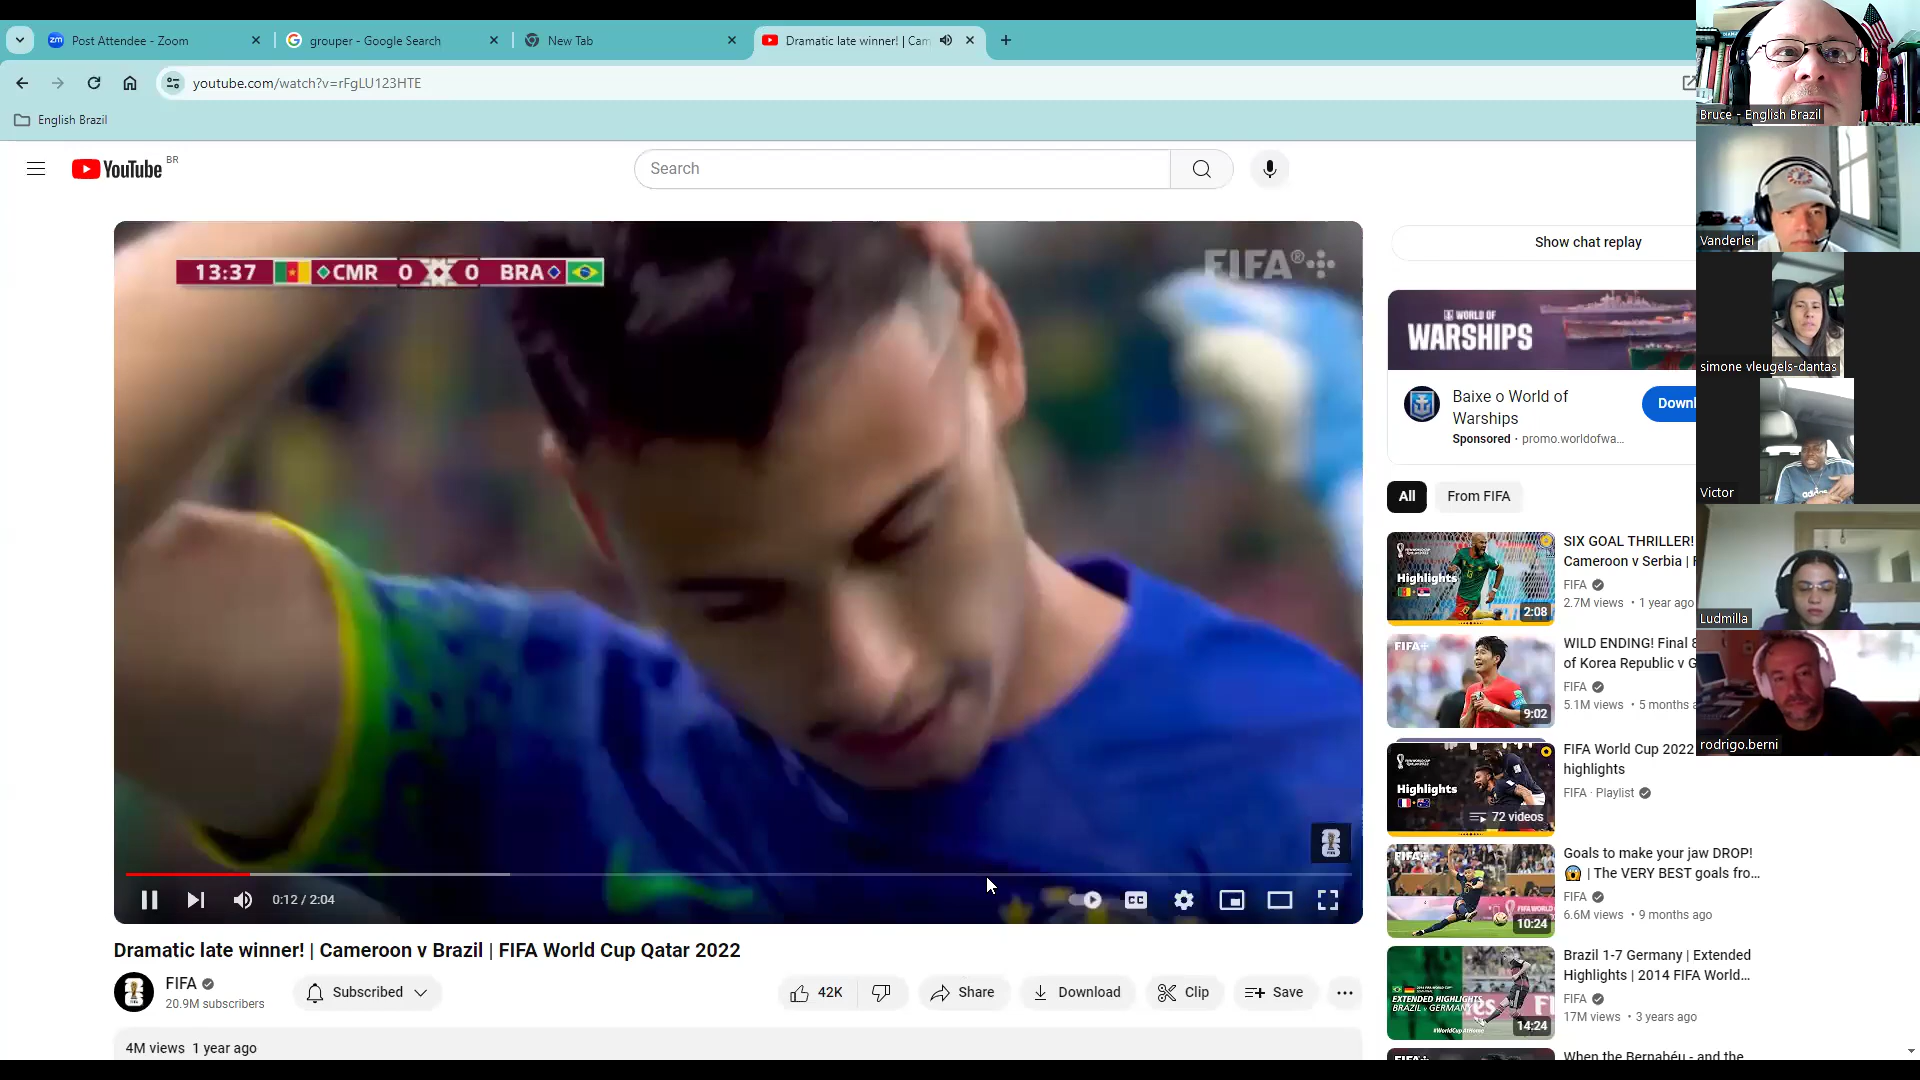 Post Attendee - Zoom
grouper - Google Search
New Tab
Dramatic late winner! | Cam
youtube.com/watch?v=rFgLU123HTE
English Brazil
YouTube BR
Search
13:37 CMR 0 0 BRA
FIFA®
0:12 / 2:04
CC
Dramatic late winner! | Cameroon v Brazil | FIFA World Cup Qatar 2022
FIFA
20.9M subscribers
Subscribed
42K
Share
Download
Clip
Save
4M views 1 year ago
Show chat replay
WORLD OF
WARSHIPS
Baixe o World of
Warships
Sponsored · promo.worldofwa...
Downl
All
From FIFA
Highlights
2:08
SIX GOAL THRILLER!
Cameroon v Serbia |
FIFA
2.7M views • 1 year ago
FIFA+
9:02
WILD ENDING! Final 8
of Korea Republic v G
FIFA
5.1M views • 5 months a
Highlights
72 videos
FIFA World Cup 2022
highlights
FIFA · Playlist
FIFA+
10:24
Goals to make your jaw DROP!
😱 | The VERY BEST goals fro...
FIFA
6.6M views • 9 months ago
EXTENDED HIGHLIGHTS
BRAZIL v GERMANY
#WorldCupAtHome
14:24
Brazil 1-7 Germany | Extended
Highlights | 2014 FIFA World...
FIFA
17M views • 3 years ago
When the Bernabéu - and the
Bruce - English Brazil
Vanderlei
simone vleugels-dantas
Victor
Ludmilla
rodrigo.berni